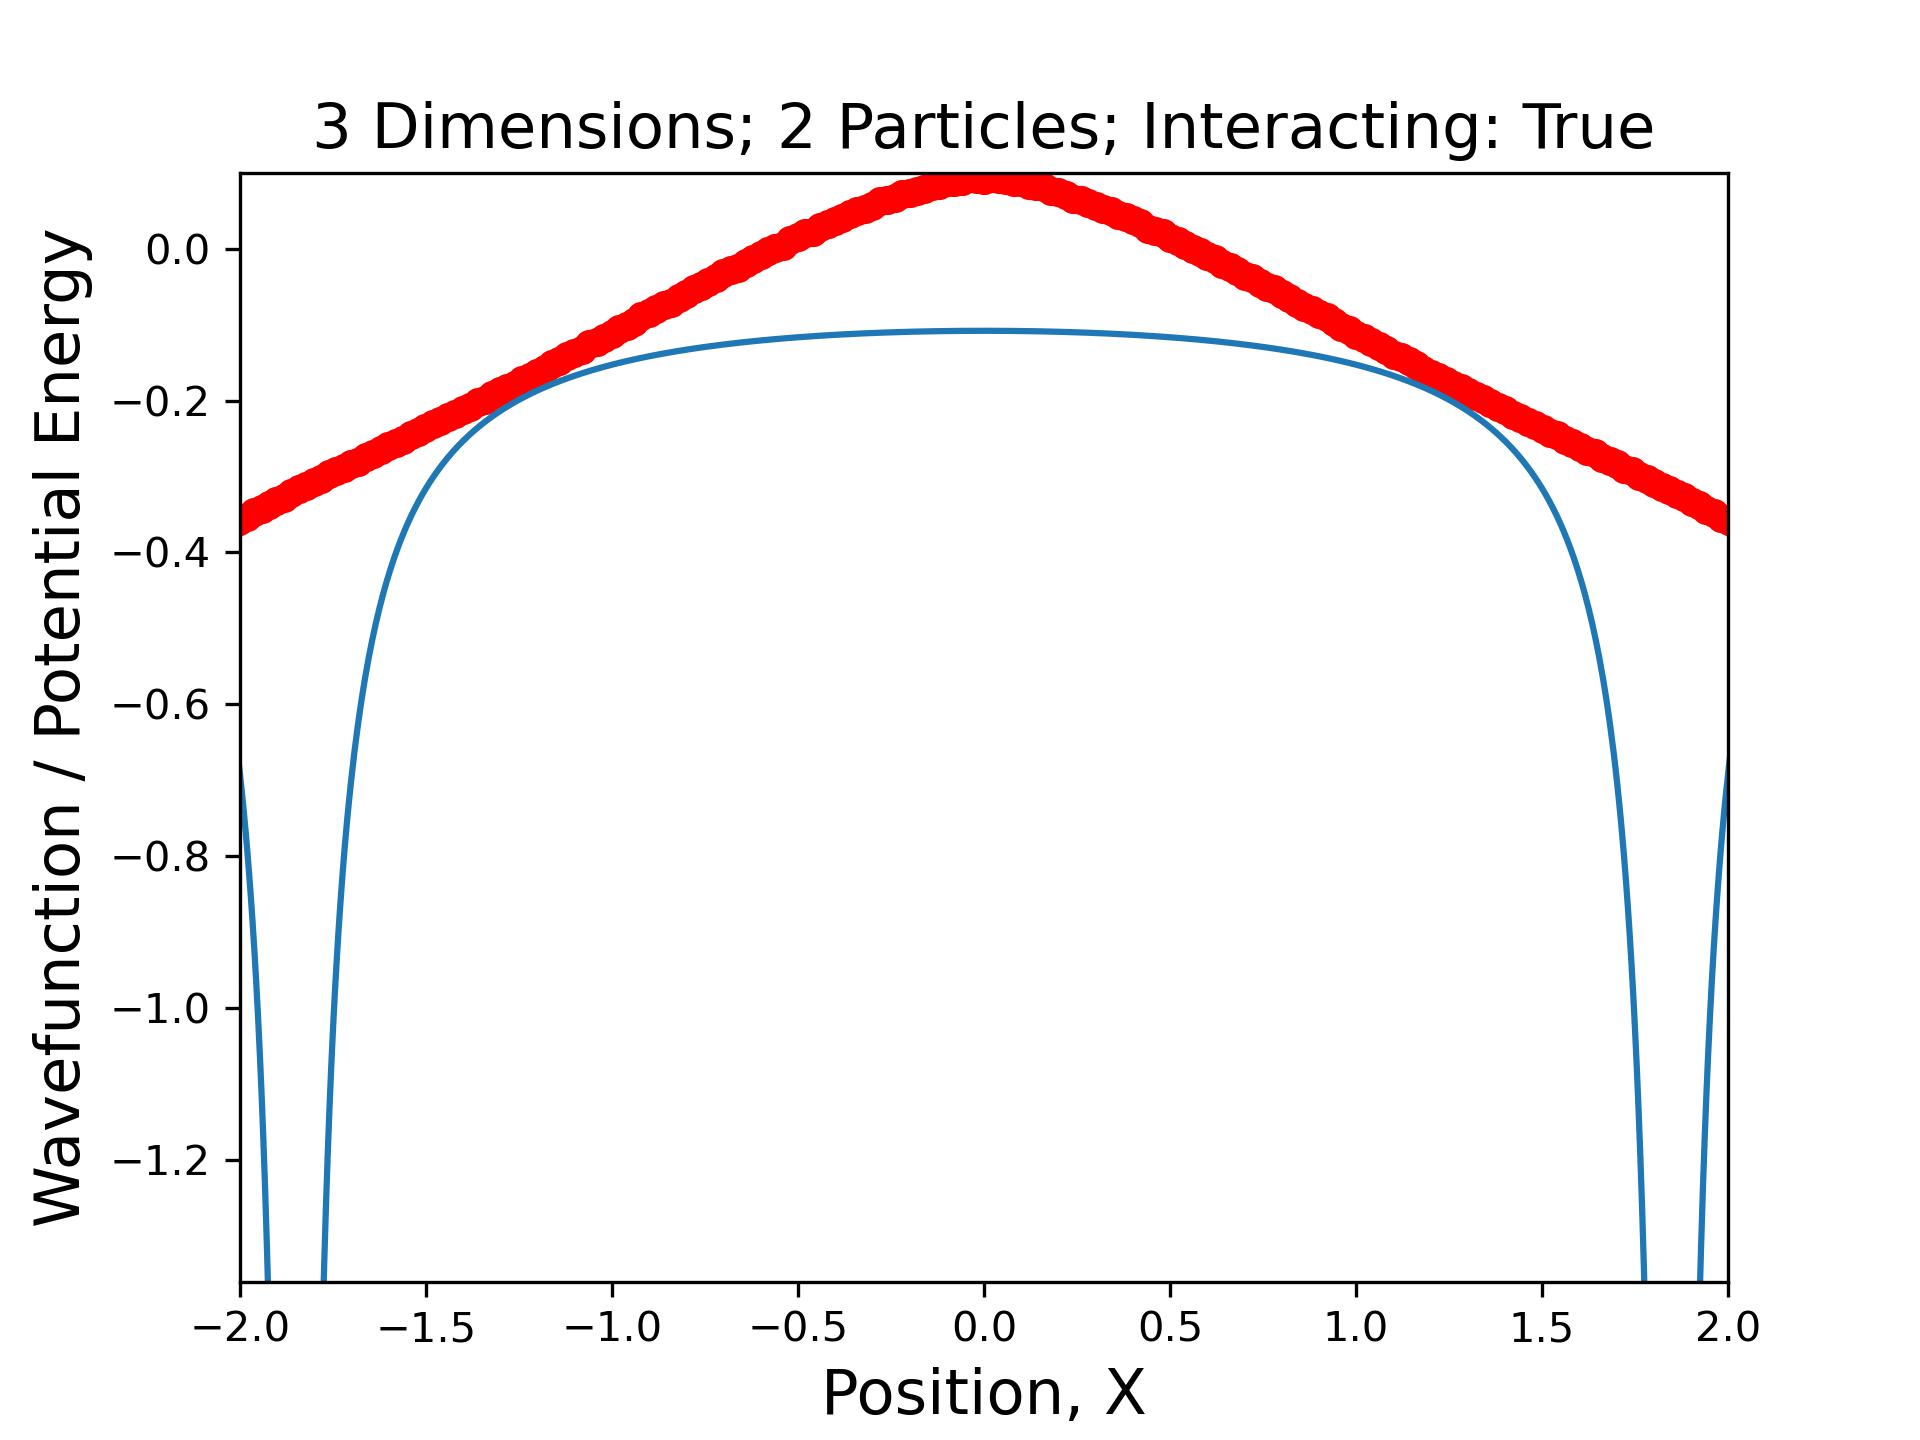 3 Dimensions; 2 Particles; Interacting: True
Wavefunction / Potential Energy
0.0
−0.2
−0.4
−0.6
−0.8
−1.0
−1.2
−2.0 −1.5 −1.0 −0.5 0.0 0.5 1.0 1.5 2.0
Position, X